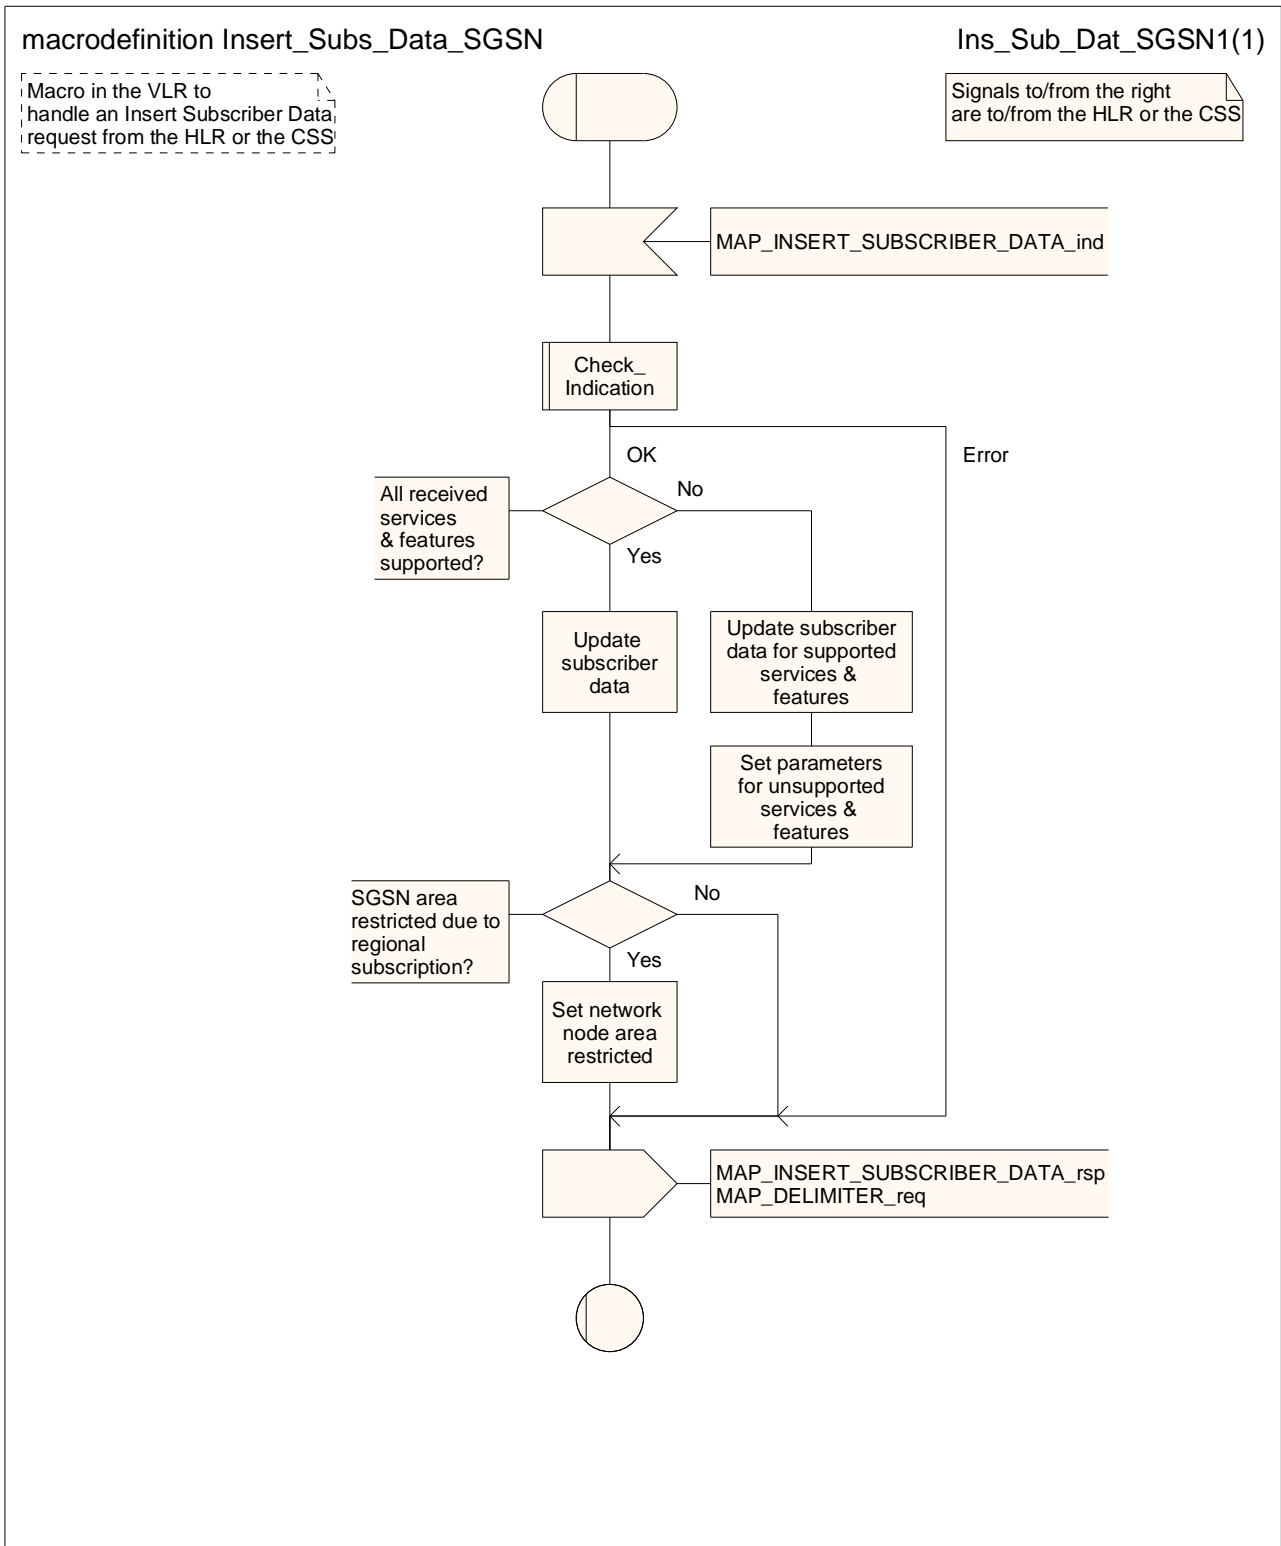 macrodefinition Insert_Subs_Data_SGSN
Ins_Sub_Dat_SGSN1(1)
Macro in the VLR to
handle an Insert Subscriber Data
request from the HLR or the CSS
Signals to/from the right
are to/from the HLR or the CSS
MAP_INSERT_SUBSCRIBER_DATA_ind
Check_
Indication
OK
Error
All received
services
& features
supported?
No
Yes
Update
subscriber
data
Update subscriber
data for supported
services &
features
Set parameters
for unsupported
services &
features
SGSN area
restricted due to
regional
subscription?
No
Yes
Set network
node area
restricted
MAP_INSERT_SUBSCRIBER_DATA_rsp
MAP_DELIMITER_req